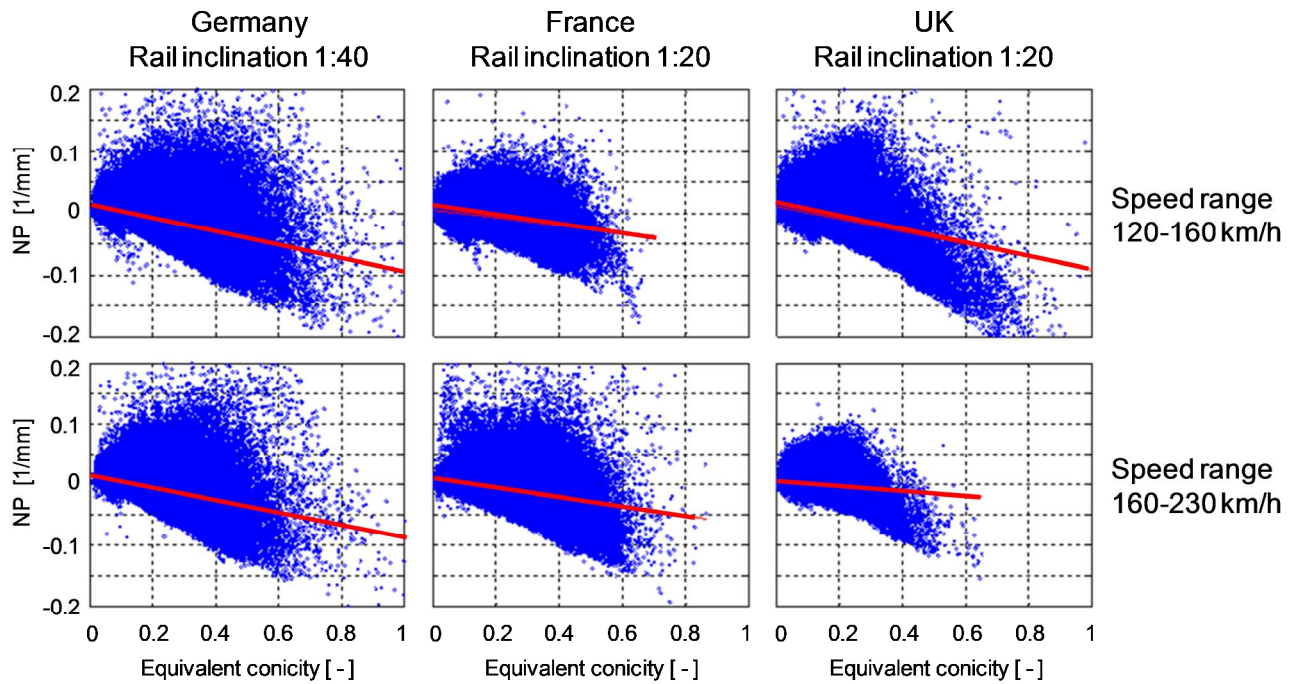 Germany
Rail inclination 1:40
France
Rail inclination 1:20
UK
Rail inclination 1:20
NP [1/mm]
0.2
0.1
0
-0.1
-0.2
Speed range
120-160 km/h
NP [1/mm]
0.2
0.1
0
-0.1
-0.2
Speed range
160-230 km/h
0 0.2 0.4 0.6 0.8 1
0 0.2 0.4 0.6 0.8 1
0 0.2 0.4 0.6 0.8 1
Equivalent conicity [ - ]
Equivalent conicity [ - ]
Equivalent conicity [ - ]